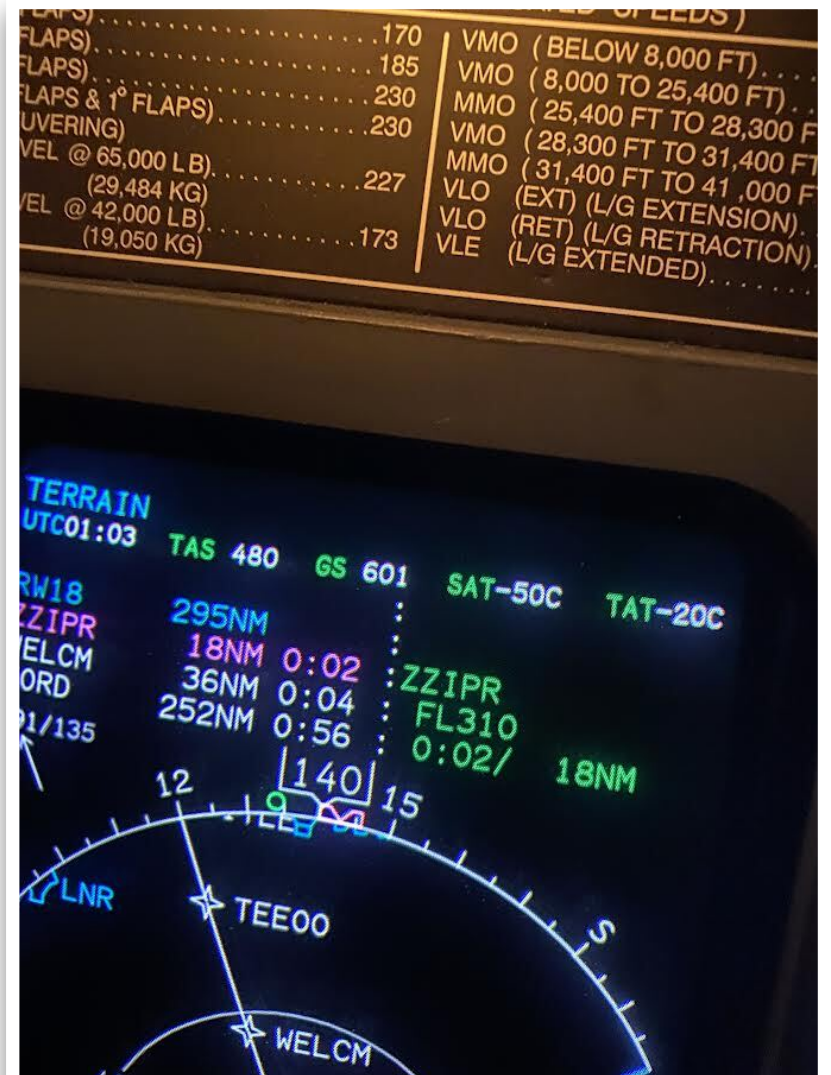 FLAPS)..............................170
FLAPS)..............................185
FLAPS)..............................230
FLAPS & 1° FLAPS)..............230
UVERING)
VEL @ 65,000 LB)
(29,484 KG)..............227
VEL @ 42,000 LB)
(19,050 KG)..............173
SPEEDS)
VMO (BELOW 8,000 FT)....
VMO (8,000 TO 25,400 FT)..
MMO (25,400 FT TO 28,300 F
VMO (28,300 FT TO 31,400 FT
MMO (31,400 FT TO 41,000 F
VLO (EXT) (L/G EXTENSION).
VLO (RET) (L/G RETRACTION).
VLE (L/G EXTENDED).......
TERRAIN
UTC01:03 TAS 480 GS 601 SAT-50C TAT-20C
RW18 295NM
ZZIPR 18NM 0:02
ELCM 36NM 0:04
ORD 252NM 0:56
1/135
ZZIPR
FL310
0:02/ 18NM
140
12
15
S
LNR
TEEOO
WELCM